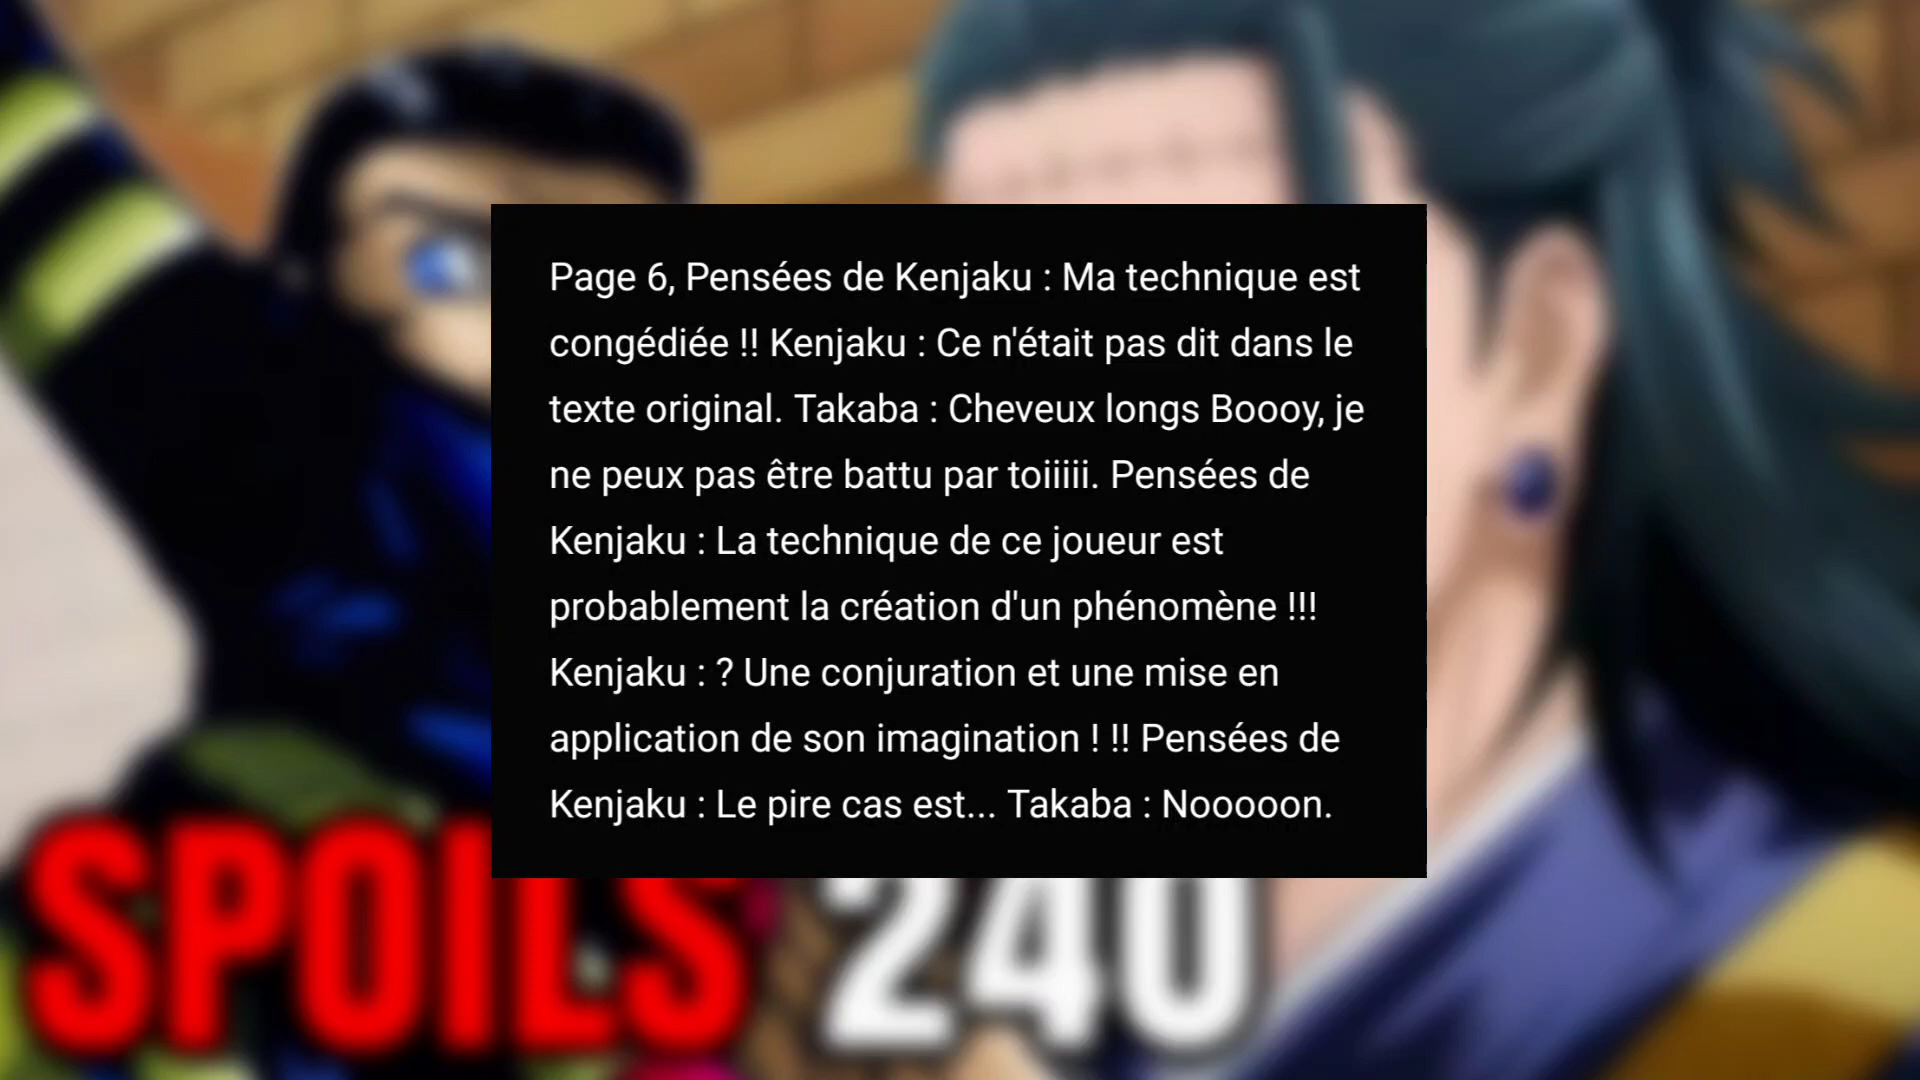 Page 6, Pensées de Kenjaku : Ma technique est
congédiée !! Kenjaku : Ce n'était pas dit dans le
texte original. Takaba : Cheveux longs Boooy, je
ne peux pas être battu par toiiiii. Pensées de
Kenjaku : La technique de ce joueur est
probablement la création d'un phénomène !!!
Kenjaku : ? Une conjuration et une mise en
application de son imagination ! !! Pensées de
Kenjaku : Le pire cas est... Takaba : Nooooon.
SPOILS 240